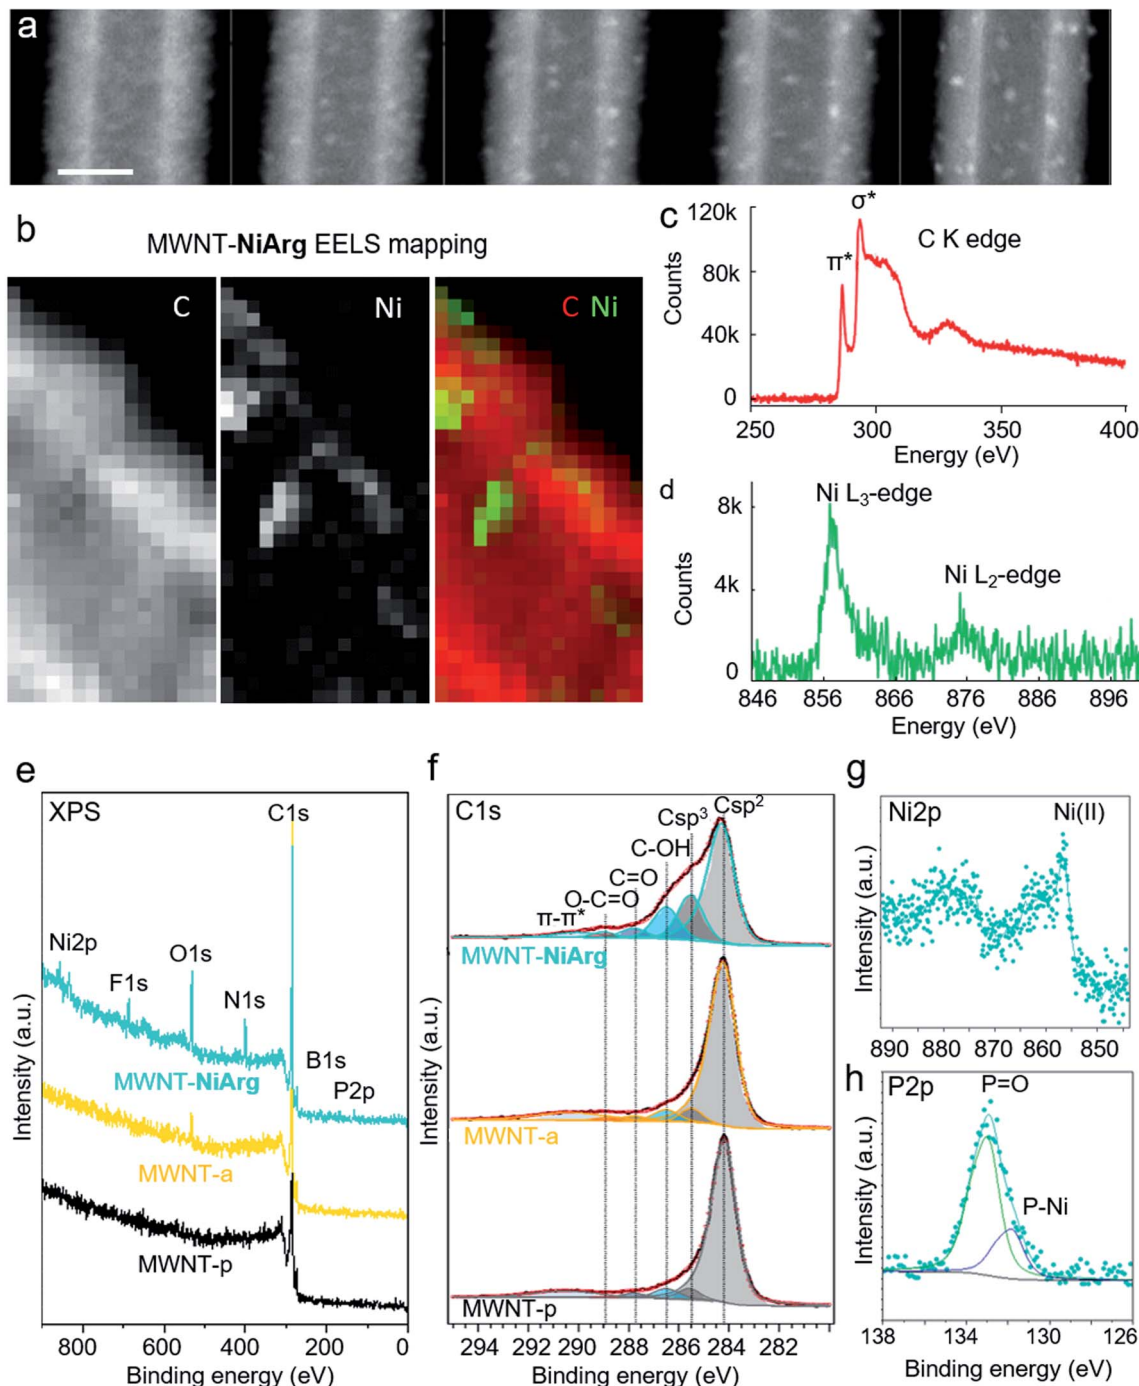 a
b
MWNT-NiArg EELS mapping
C
Ni
C Ni
c
120k
80k
40k
0
Counts
π*
σ*
C K edge
250 300 350 400
Energy (eV)
d
8k
4k
0
Counts
Ni L₃-edge
Ni L₂-edge
846 856 866 876 886 896
Energy (eV)
e
XPS
C1s
Ni2p
F1s
O1s
N1s
B1s
P2p
MWNT-NiArg
MWNT-a
MWNT-p
Intensity (a.u.)
800 600 400 200 0
Binding energy (eV)
f
C1s
Csp³
Csp²
C-OH
C=O
O-C=O
π-π*
MWNT-NiArg
MWNT-a
MWNT-p
Intensity (a.u.)
294 292 290 288 286 284 282
Binding energy (eV)
g
Ni2p
Ni(II)
Intensity (a.u.)
890 880 870 860 850
h
P2p
P=O
P-Ni
Intensity (a.u.)
138 134 130 126
Binding energy (eV)